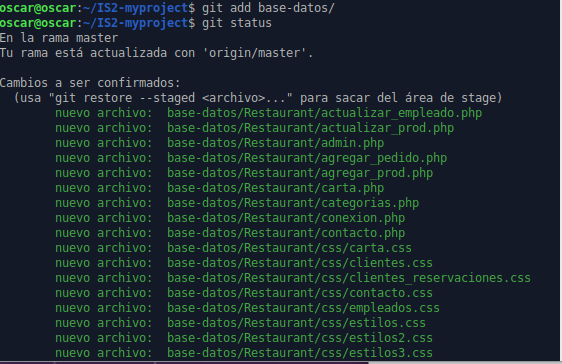 oscar@oscar:~/IS2-myproject$ git add base-datos/
oscar@oscar:~/IS2-myproject$ git status
En la rama master
Tu rama está actualizada con 'origin/master'.
Cambios a ser confirmados:
  (usa "git restore --staged <archivo>..." para sacar del área de stage)
	nuevo archivo:  base-datos/Restaurant/actualizar_empleado.php
	nuevo archivo:  base-datos/Restaurant/actualizar_prod.php
	nuevo archivo:  base-datos/Restaurant/admin.php
	nuevo archivo:  base-datos/Restaurant/agregar_pedido.php
	nuevo archivo:  base-datos/Restaurant/agregar_prod.php
	nuevo archivo:  base-datos/Restaurant/carta.php
	nuevo archivo:  base-datos/Restaurant/categorias.php
	nuevo archivo:  base-datos/Restaurant/conexion.php
	nuevo archivo:  base-datos/Restaurant/contacto.php
	nuevo archivo:  base-datos/Restaurant/css/carta.css
	nuevo archivo:  base-datos/Restaurant/css/clientes.css
	nuevo archivo:  base-datos/Restaurant/css/clientes_reservaciones.css
	nuevo archivo:  base-datos/Restaurant/css/contacto.css
	nuevo archivo:  base-datos/Restaurant/css/empleados.css
	nuevo archivo:  base-datos/Restaurant/css/estilos.css
	nuevo archivo:  base-datos/Restaurant/css/estilos2.css
	nuevo archivo:  base-datos/Restaurant/css/estilos3.css